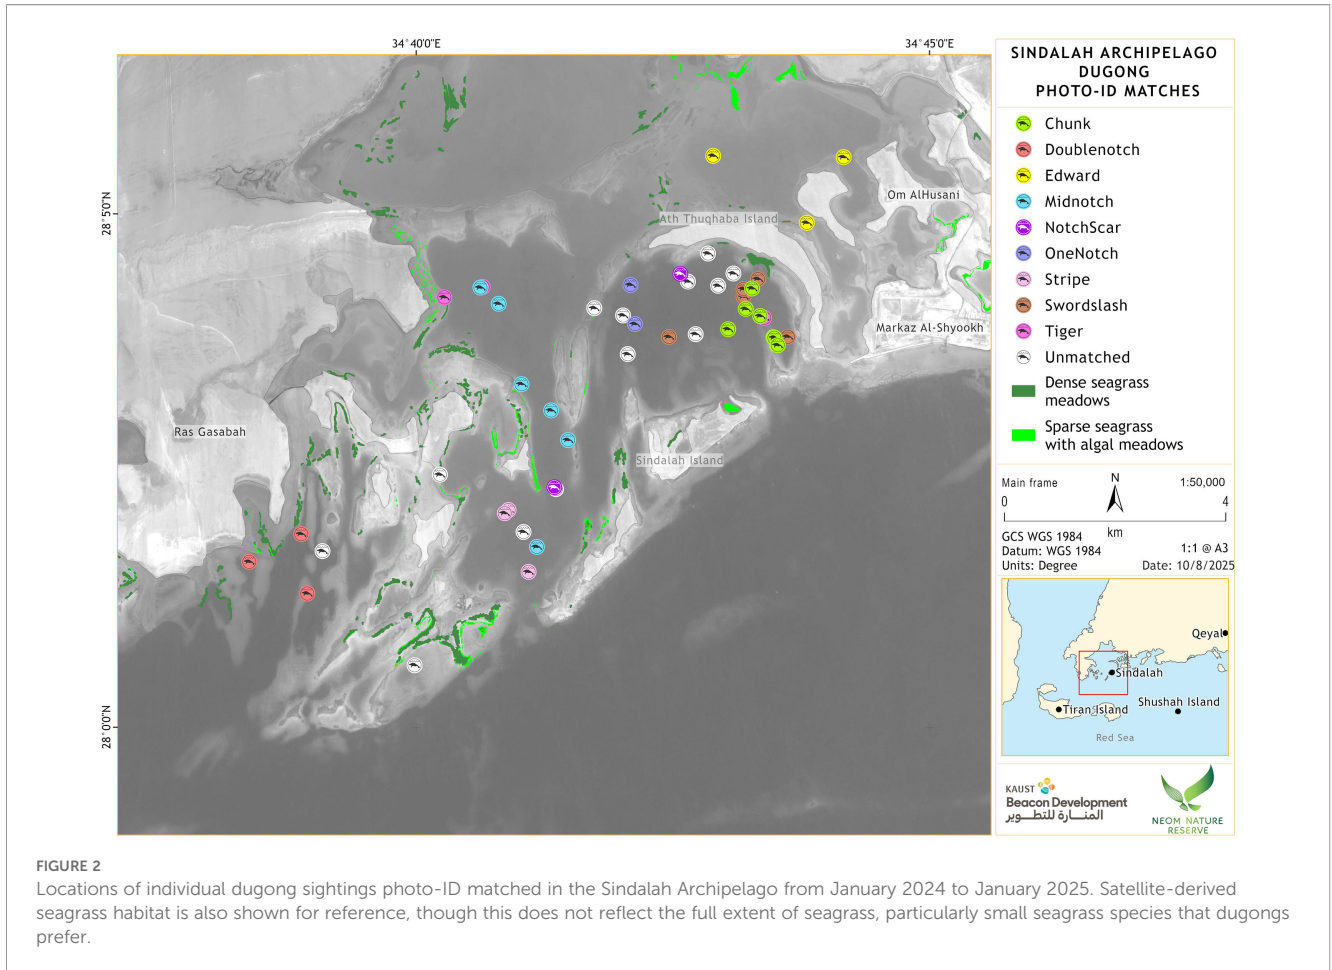 34°40'0"E
34°45'0"E
28°5'0"N
28°0'0"N
Om AlHusani
Ath Thuqhaba Island
Markaz Al-Shyookh
Ras Gasabah
Sindalah Island
SINDALAH ARCHIPELAGO
DUGONG
PHOTO-ID MATCHES
Chunk
Doublenotch
Edward
Midnotch
NotchScar
OneNotch
Stripe
Swordslash
Tiger
Unmatched
Dense seagrass
meadows
Sparse seagrass
with algal meadows
Main frame
N
1:50,000
0
4
km
GCS WGS 1984
Datum: WGS 1984
Units: Degree
1:1 @ A3
Date: 10/8/2025
Qeyal
Sindalah
Tiran Island
Shushah Island
Red Sea
KAUST
Beacon Development
المنـــارة للتطـــوير
NEOM NATURE
RESERVE
FIGURE 2
Locations of individual dugong sightings photo-ID matched in the Sindalah Archipelago from January 2024 to January 2025. Satellite-derived
seagrass habitat is also shown for reference, though this does not reflect the full extent of seagrass, particularly small seagrass species that dugongs
prefer.